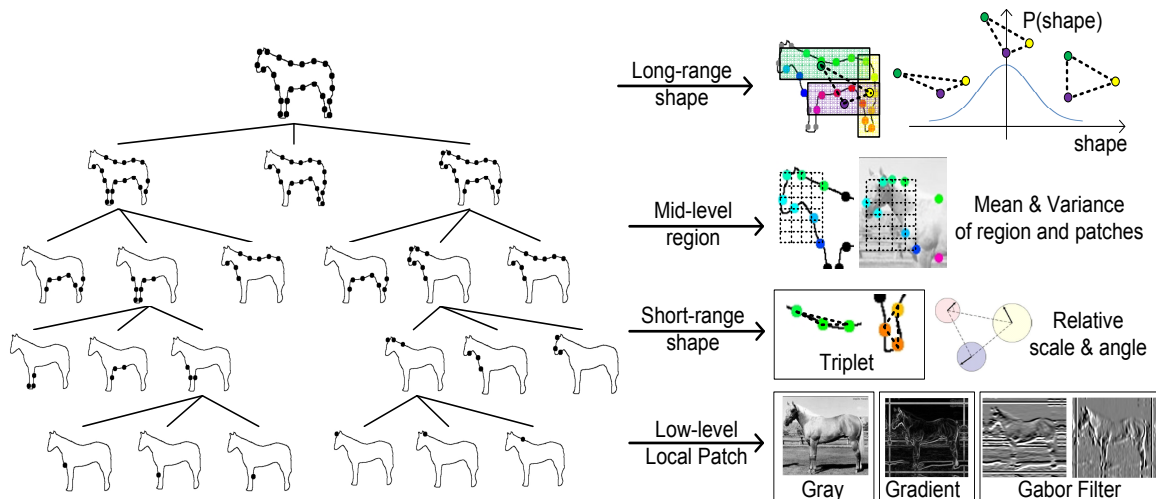 P(shape)
Long-range
shape
shape
Mid-level
region
Mean & Variance
of region and patches
Short-range
shape
Triplet
Relative
scale & angle
Low-level
Local Patch
Gray
Gradient
Gabor Filter